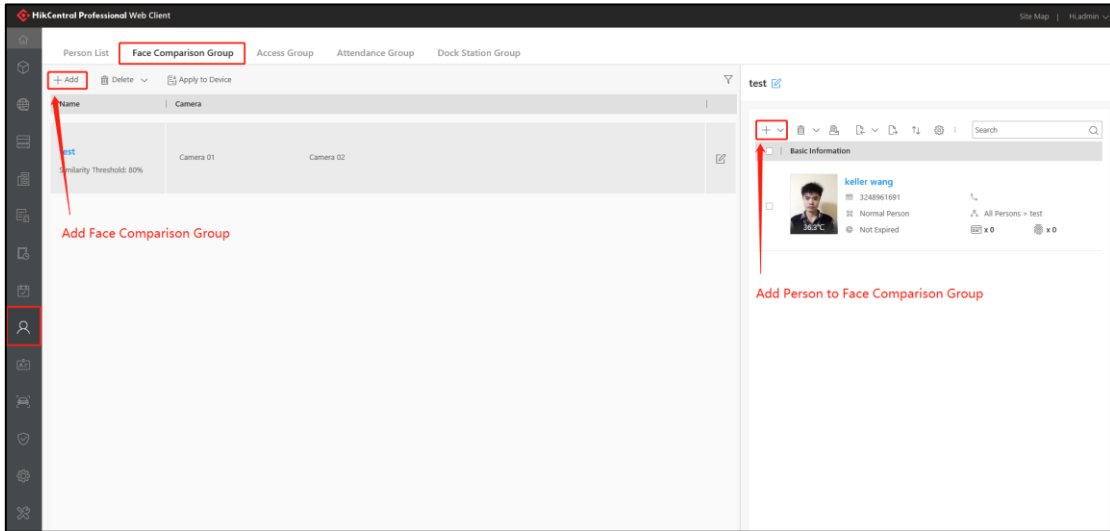 HikCentral Professional Web Client
Site Map | Hi,admin
Person List Face Comparison Group Access Group Attendance Group Dock Station Group
+ Add Delete Apply to Device
test
Name Camera
Search
Basic Information
test
Similarity Threshold: 80%
Camera 01 Camera 02
keller wang
3248961691
Normal Person All Persons > test
Not Expired x 0 x 0
36.3°C
Add Face Comparison Group
Add Person to Face Comparison Group